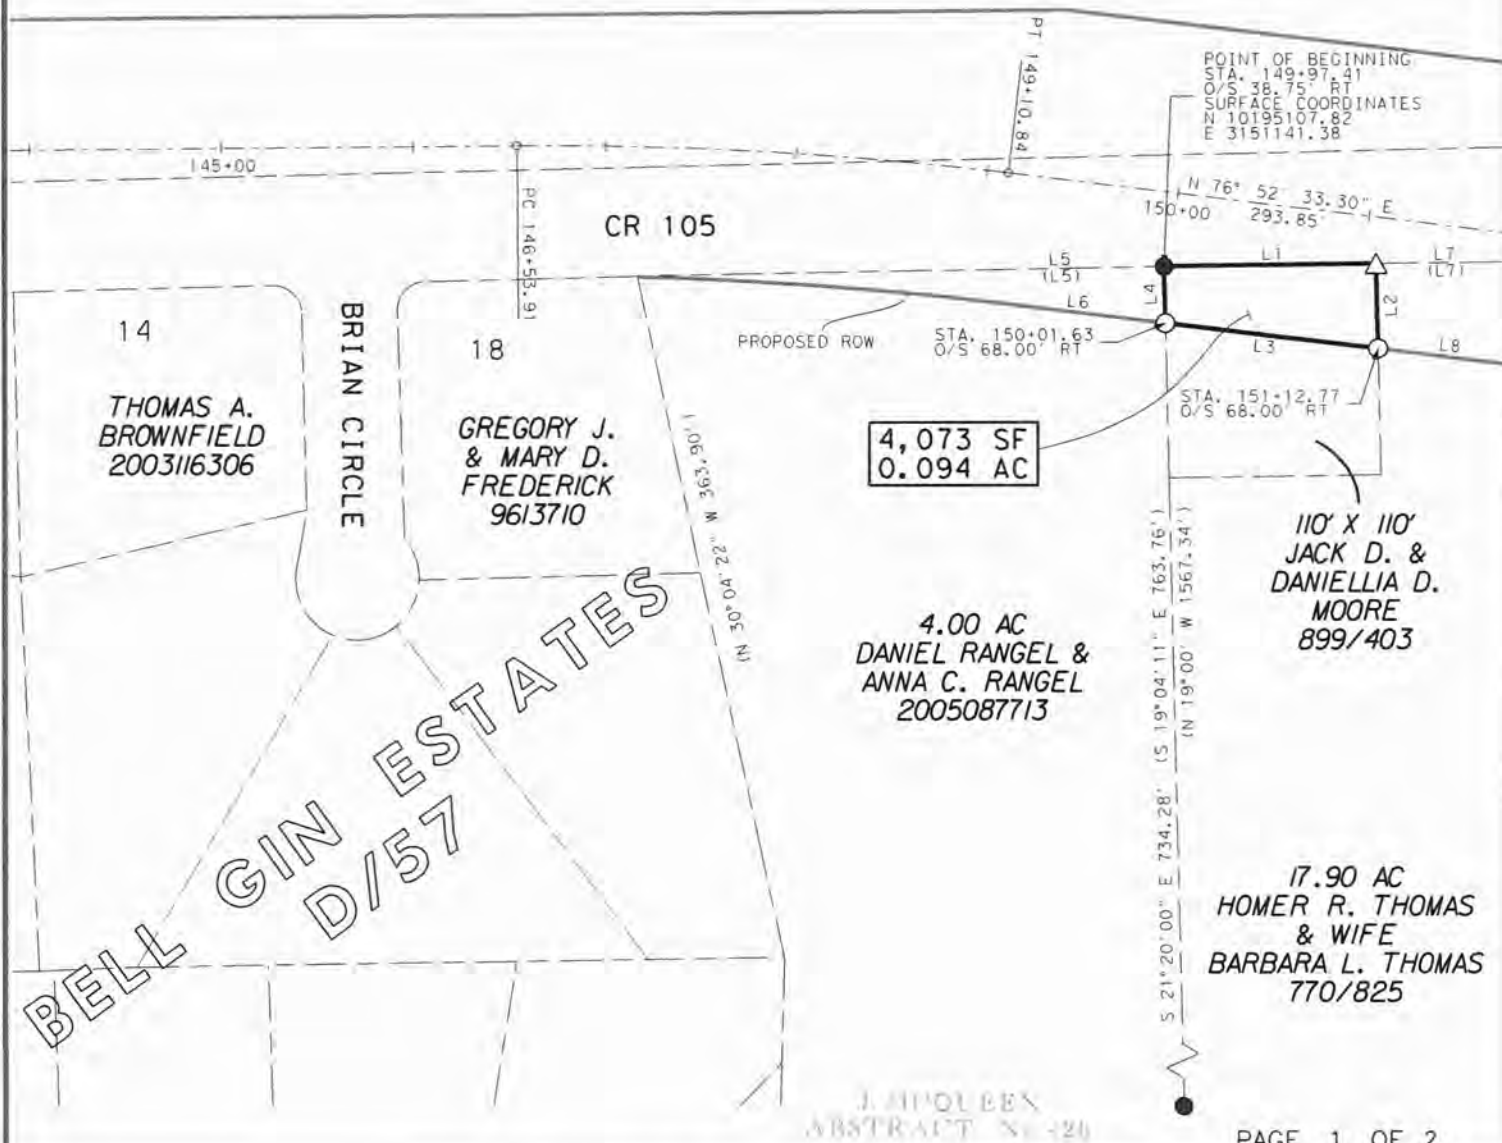 PT 149+10.84
POINT OF BEGINNING
STA. 149+97.41
O/S 38.75' RT
SURFACE COORDINATES
N 10195107.82
E 3151141.38
145+00
PC 146+53.91
CR 105
N 76° 52' 33.30" E
293.85'
150+00
L5
(L5)
L1
L7
(L7)
L4
L2
L6
L3
L8
PROPOSED ROW
STA. 150+01.63
O/S 68.00' RT
STA. 151+12.77
O/S 68.00' RT
14
BRIAN CIRCLE
18
THOMAS A.
BROWNFIELD
2003116306
GREGORY J.
& MARY D.
FREDERICK
9613710
(N 30°04'22" W 363.90')
4,073 SF
0.094 AC
110' X 110'
JACK D. &
DANIELLIA D.
MOORE
899/403
4.00 AC
DANIEL RANGEL &
ANNA C. RANGEL
2005087713
S 21°20'00" E 734.28' (S 19°04'11" E 763.76')
(N 19°00' W 1567.34')
BELL GIN ESTATES
D/57
17.90 AC
HOMER R. THOMAS
& WIFE
BARBARA L. THOMAS
770/825
ABSTRACT
PAGE 1 OF 2